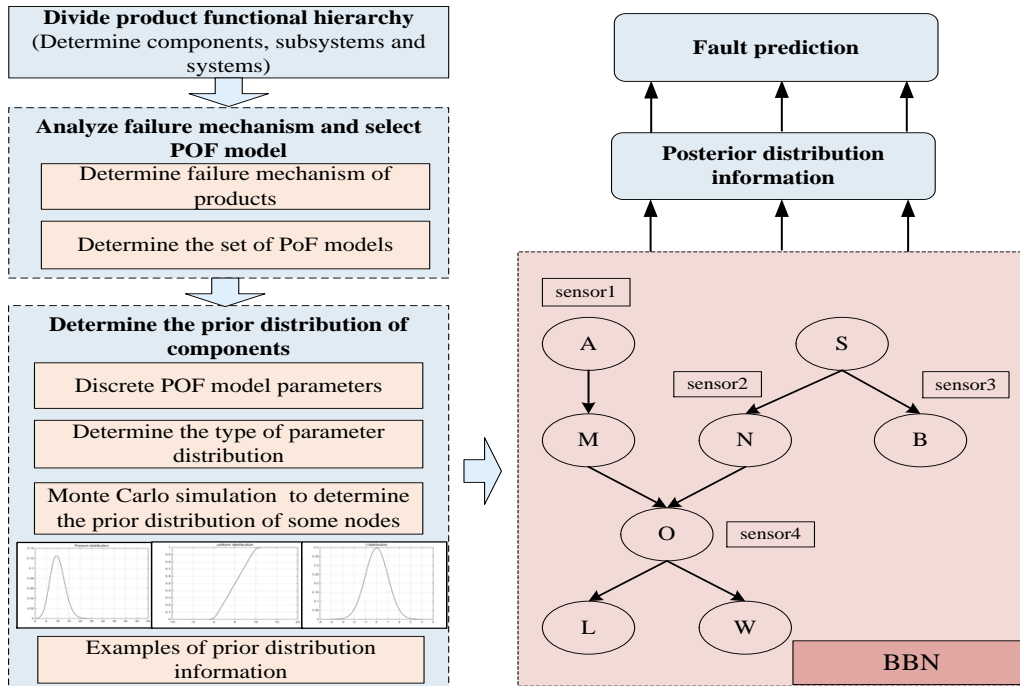 Divide product functional hierarchy
(Determine components, subsystems and
systems)
Analyze failure mechanism and select
POF model
Determine failure mechanism of
products
Determine the set of PoF models
Determine the prior distribution of
components
Discrete POF model parameters
Determine the type of parameter
distribution
Monte Carlo simulation to determine
the prior distribution of some nodes
uniform distribution
Examples of prior distribution
information
Fault prediction
Posterior distribution
information
sensor1
A
S
sensor2
sensor3
M
N
B
O
sensor4
L
W
BBN